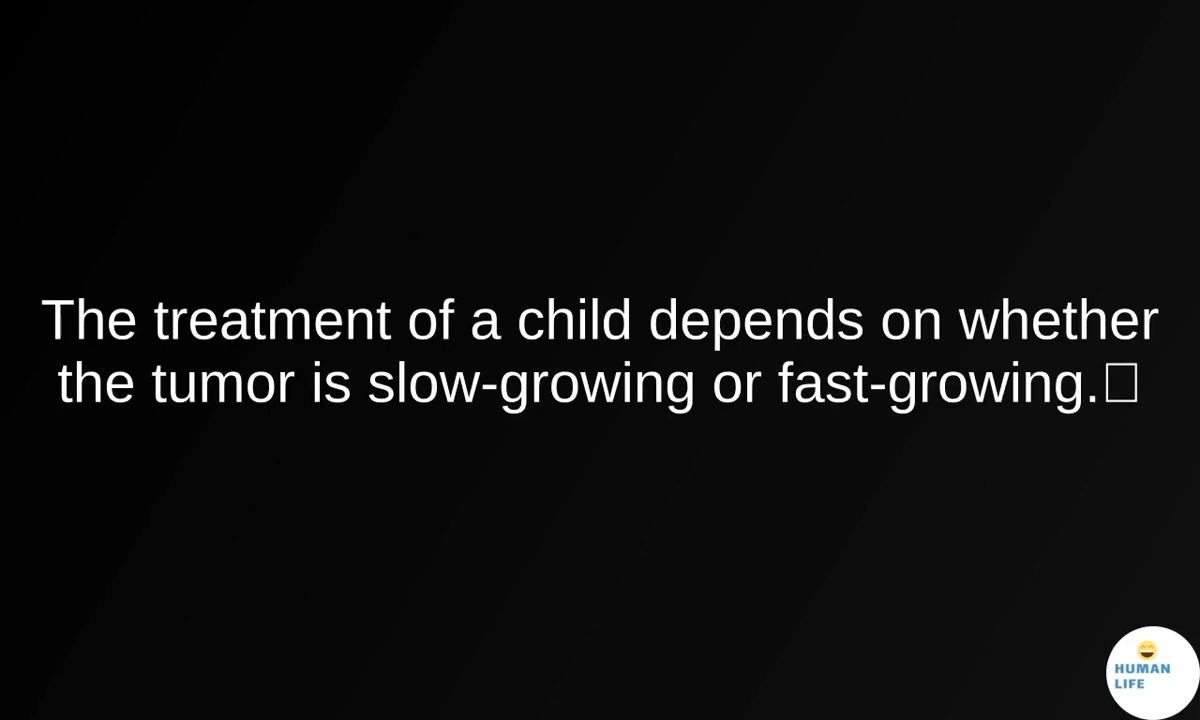 The treatment of a child depends on whether
the tumor is slow-growing or fast-growing.
HUMAN
LIFE